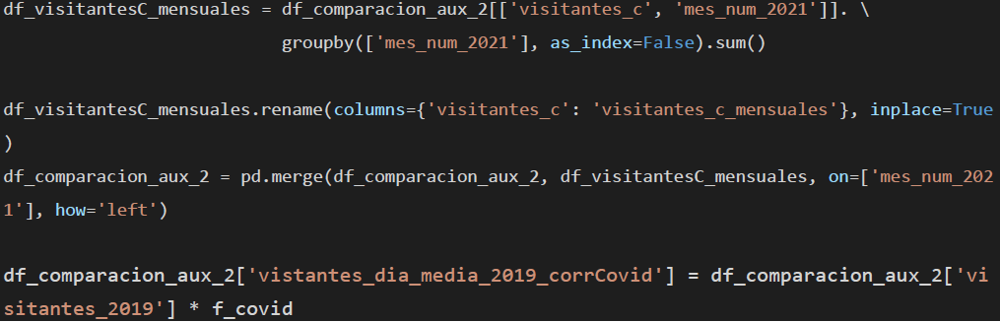 df_visitantesC_mensuales = df_comparacion_aux_2[['visitantes_c', 'mes_num_2021']]. \
groupby(['mes_num_2021'], as_index=False).sum()
df_visitantesC_mensuales.rename(columns={'visitantes_c': 'visitantes_c_mensuales'}, inplace=True
)
df_comparacion_aux_2 = pd.merge(df_comparacion_aux_2, df_visitantesC_mensuales, on=['mes_num_202
1'], how='left')
df_comparacion_aux_2['vistantes_dia_media_2019_corrCovid'] = df_comparacion_aux_2['vi
sitantes_2019'] * f_covid